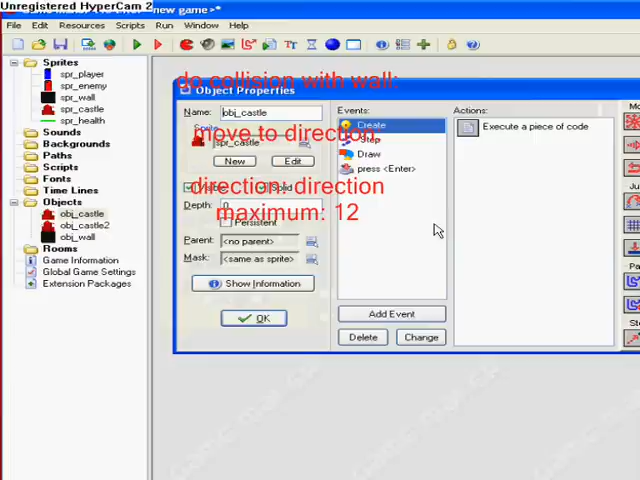 Unregistered HyperCam 2
new game>*
File Edit Resources Scripts Run Window Help
Sprites
spr_player
spr_enemy
spr_wall
spr_castle
spr_health
Sounds
Backgrounds
Paths
Scripts
Fonts
Time Lines
Objects
obj_castle
obj_castle2
obj_wall
Rooms
Game Information
Global Game Settings
Extension Packages
do collision with wall:
move to direction
direction: direction
maximum: 12
Object Properties
Name: obj_castle
Sprite
spr_castle
New Edit
Visible Solid
Depth: 0
Persistent
Parent: <no parent>
Mask: <same as sprite>
Show Information
OK
Events:
Create
Step
Draw
press <Enter>
Add Event
Delete Change
Actions:
Execute a piece of code